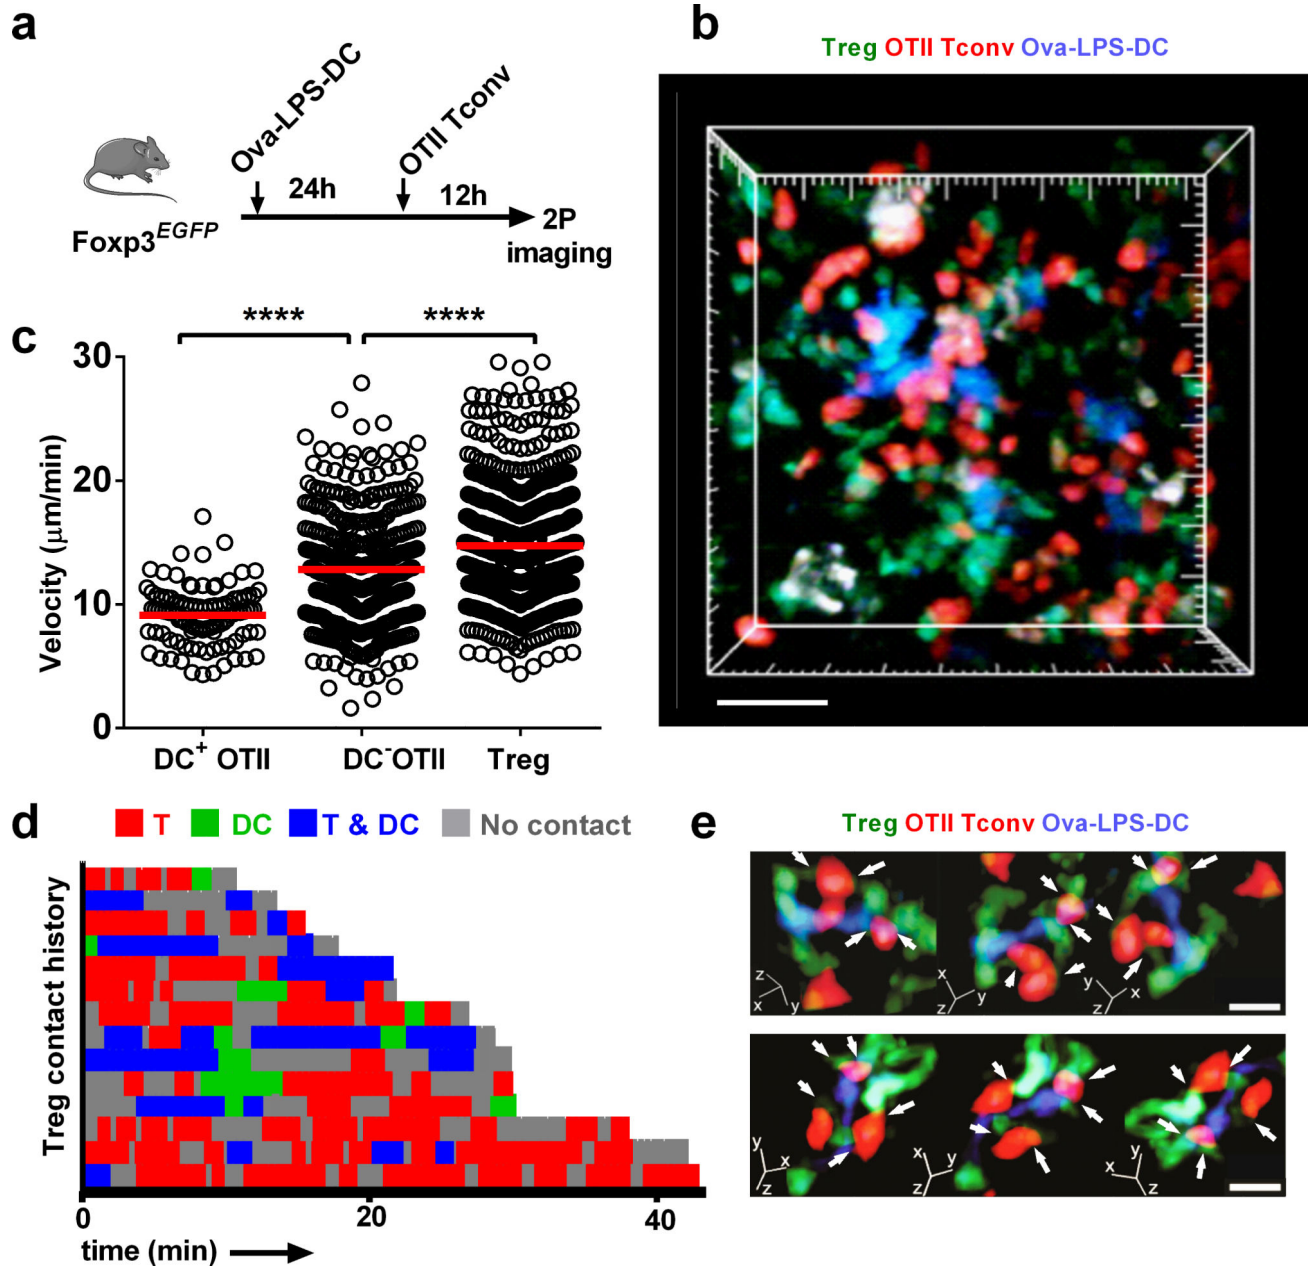 a
Ova-LPS-DC
OTII Tconv
24h
12h
Foxp3EGFP
2P
imaging
b
Treg OTII Tconv Ova-LPS-DC
c
****
****
Velocity (μm/min)
30
20
10
0
DC+ OTII
DC-OTII
Treg
d
T
DC
T & DC
No contact
Treg contact history
0
20
40
time (min)
e
Treg OTII Tconv Ova-LPS-DC
z
x
y
x
y
z
y
x
z
y
x
z
x
y
z
y
x
z